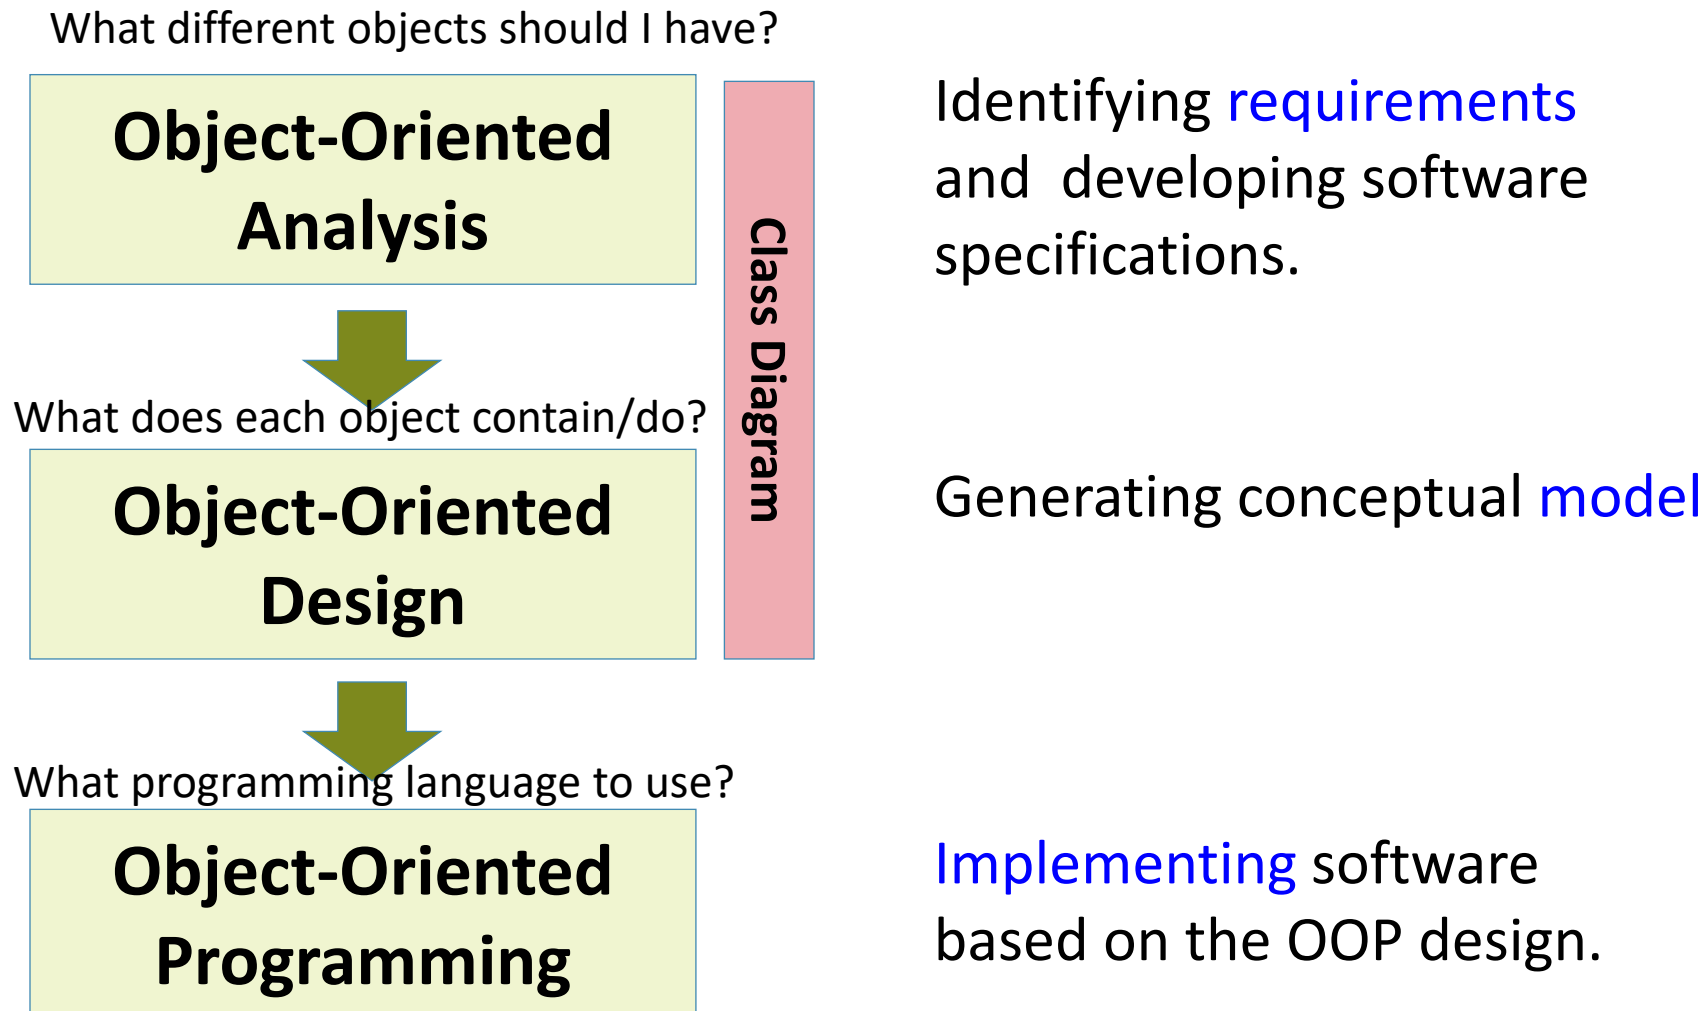 What different objects should I have?
Object-Oriented
Analysis
Identifying requirements
and  developing software
specifications.
Class Diagram
What does each object contain/do?
Object-Oriented
Design
Generating conceptual model
What programming language to use?
Object-Oriented
Programming
Implementing software
based on the OOP design.